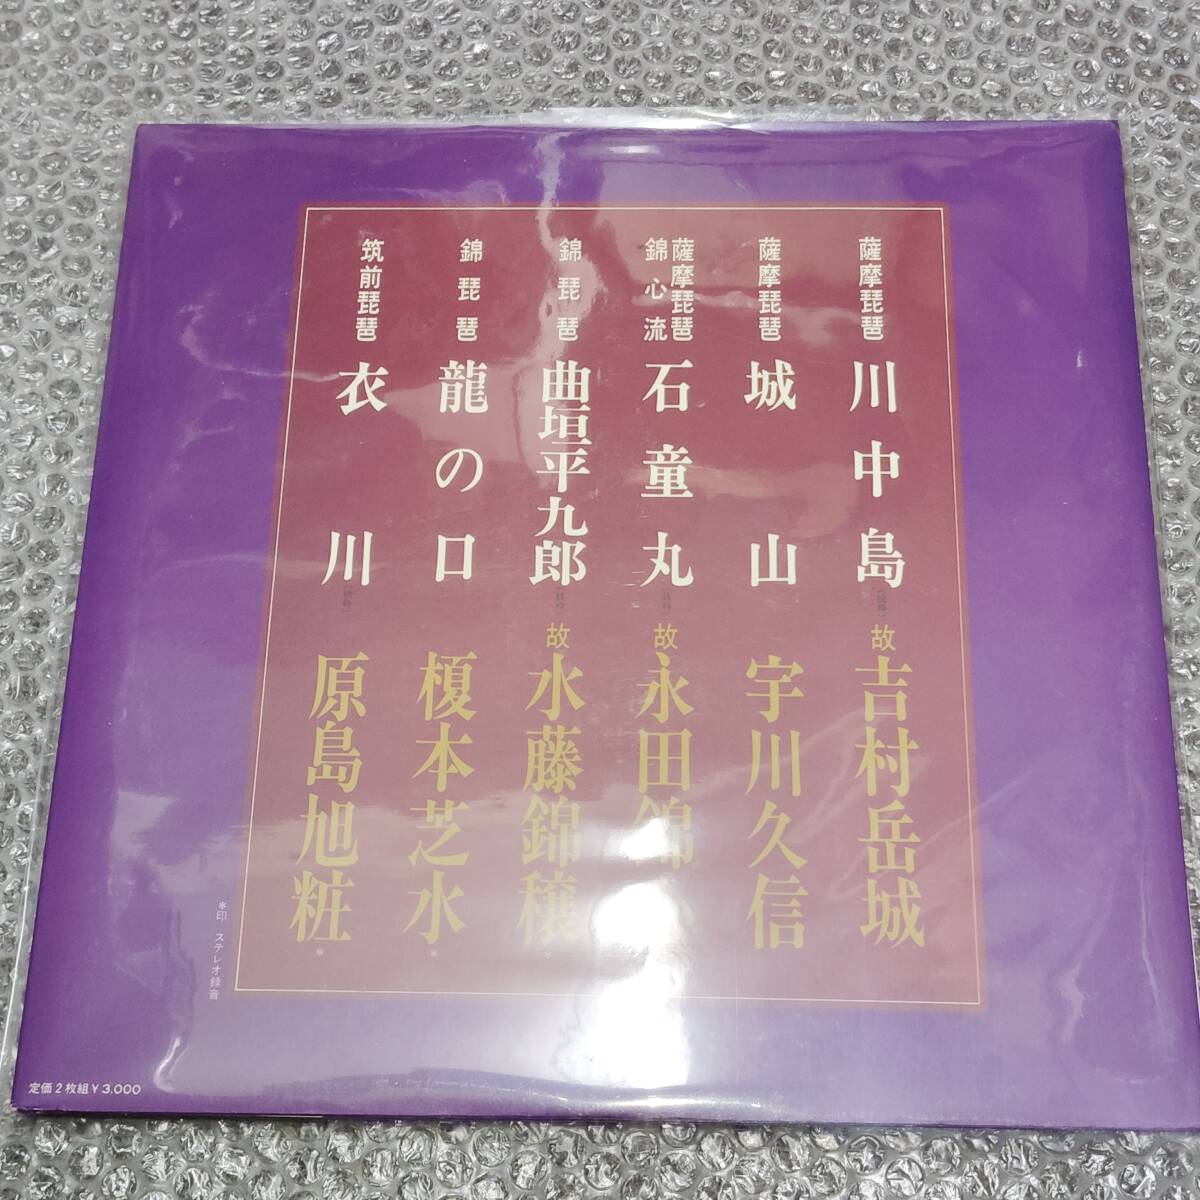 薩摩琵琶 川中島(抜粋) 故吉村岳城
薩摩琵琶 城山 宇川久信
薩摩琵琶
錦心流 石童丸(抜粋) 故永田錦心
錦琵琶 曲垣平九郎(抜粋) 故水藤錦穰*
錦琵琶 龍の口 榎本芝水*
筑前琵琶 衣川(抜粋) 原島旭粧*
*印 ステレオ録音
定価2枚組¥3,000